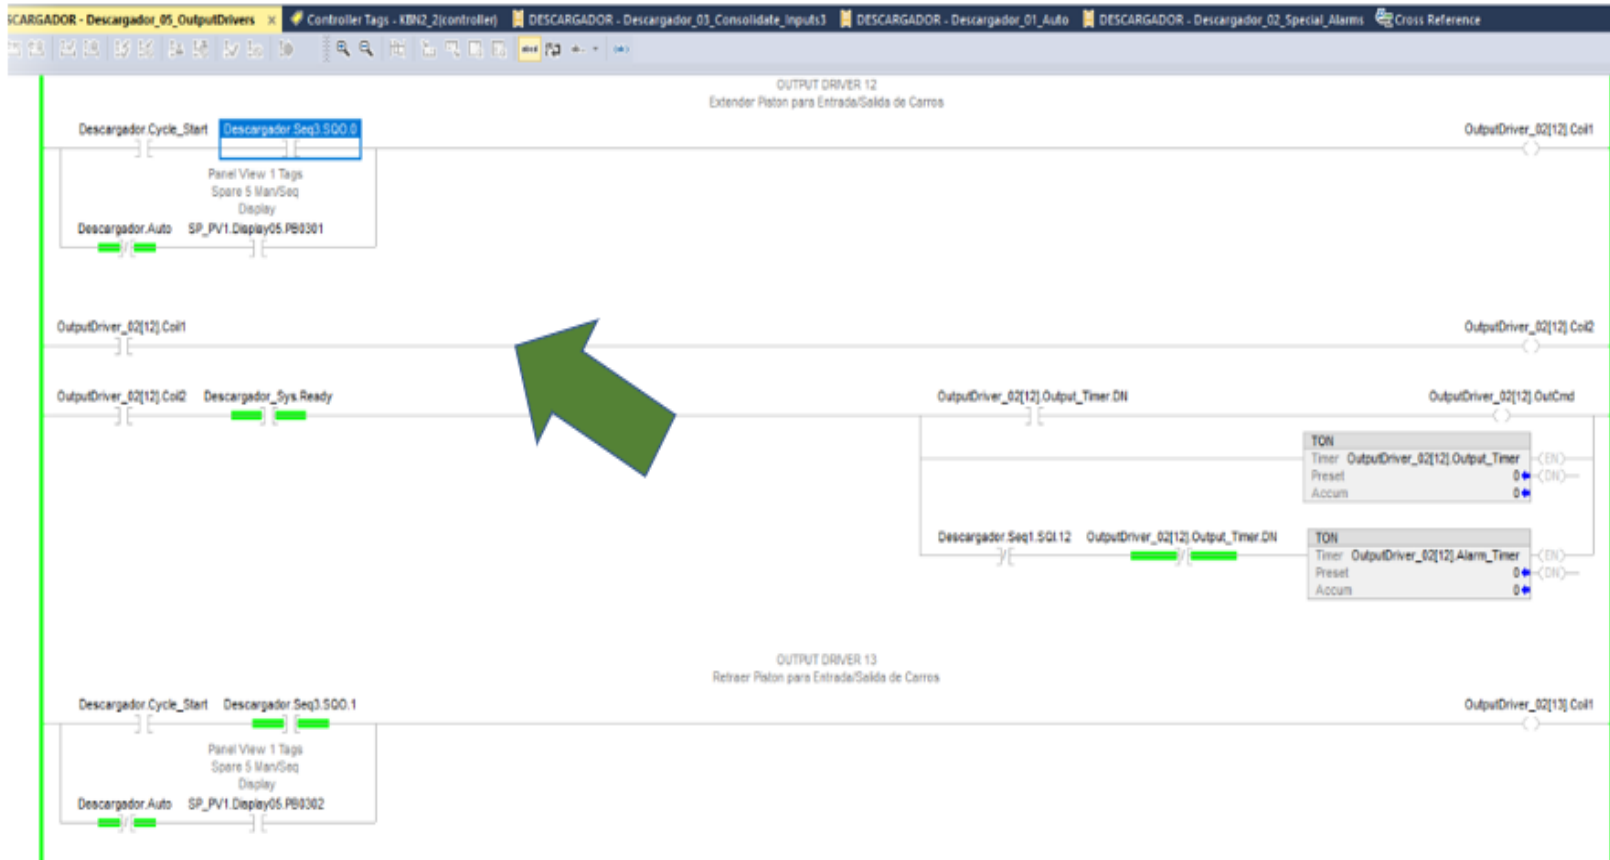 SCARGADOR - Descargador_05_OutputDrivers × Controller Tags - KBN2_2(controller) DESCARGADOR - Descargador_03_Consolidate_Inputs3 DESCARGADOR - Descargador_01_Auto DESCARGADOR - Descargador_02_Special_Alarms Cross Reference
OUTPUT DRIVER 12
Extender Piston para Entrada/Salida de Carros
Descargador.Cycle_Start Descargador.Seq3.SQO.0 OutputDriver_02[12].Coil1
Panel View 1 Tags
Spare 5 Man/Seq
Display
Descargador.Auto SP_PV1.Display05.PB0301
OutputDriver_02[12].Coil1 OutputDriver_02[12].Coil2
OutputDriver_02[12].Coil2 Descargador_Sys.Ready OutputDriver_02[12].Output_Timer.DN OutputDriver_02[12].OutCmd
TON
Timer OutputDriver_02[12].Output_Timer (EN)
Preset 0 (DN)
Accum 0
Descargador.Seq1.SQI.12 OutputDriver_02[12].Output_Timer.DN TON
Timer OutputDriver_02[12].Alarm_Timer (EN)
Preset 0 (DN)
Accum 0
OUTPUT DRIVER 13
Retraer Piston para Entrada/Salida de Carros
Descargador.Cycle_Start Descargador.Seq3.SQO.1 OutputDriver_02[13].Coil1
Panel View 1 Tags
Spare 5 Man/Seq
Display
Descargador.Auto SP_PV1.Display05.PB0302